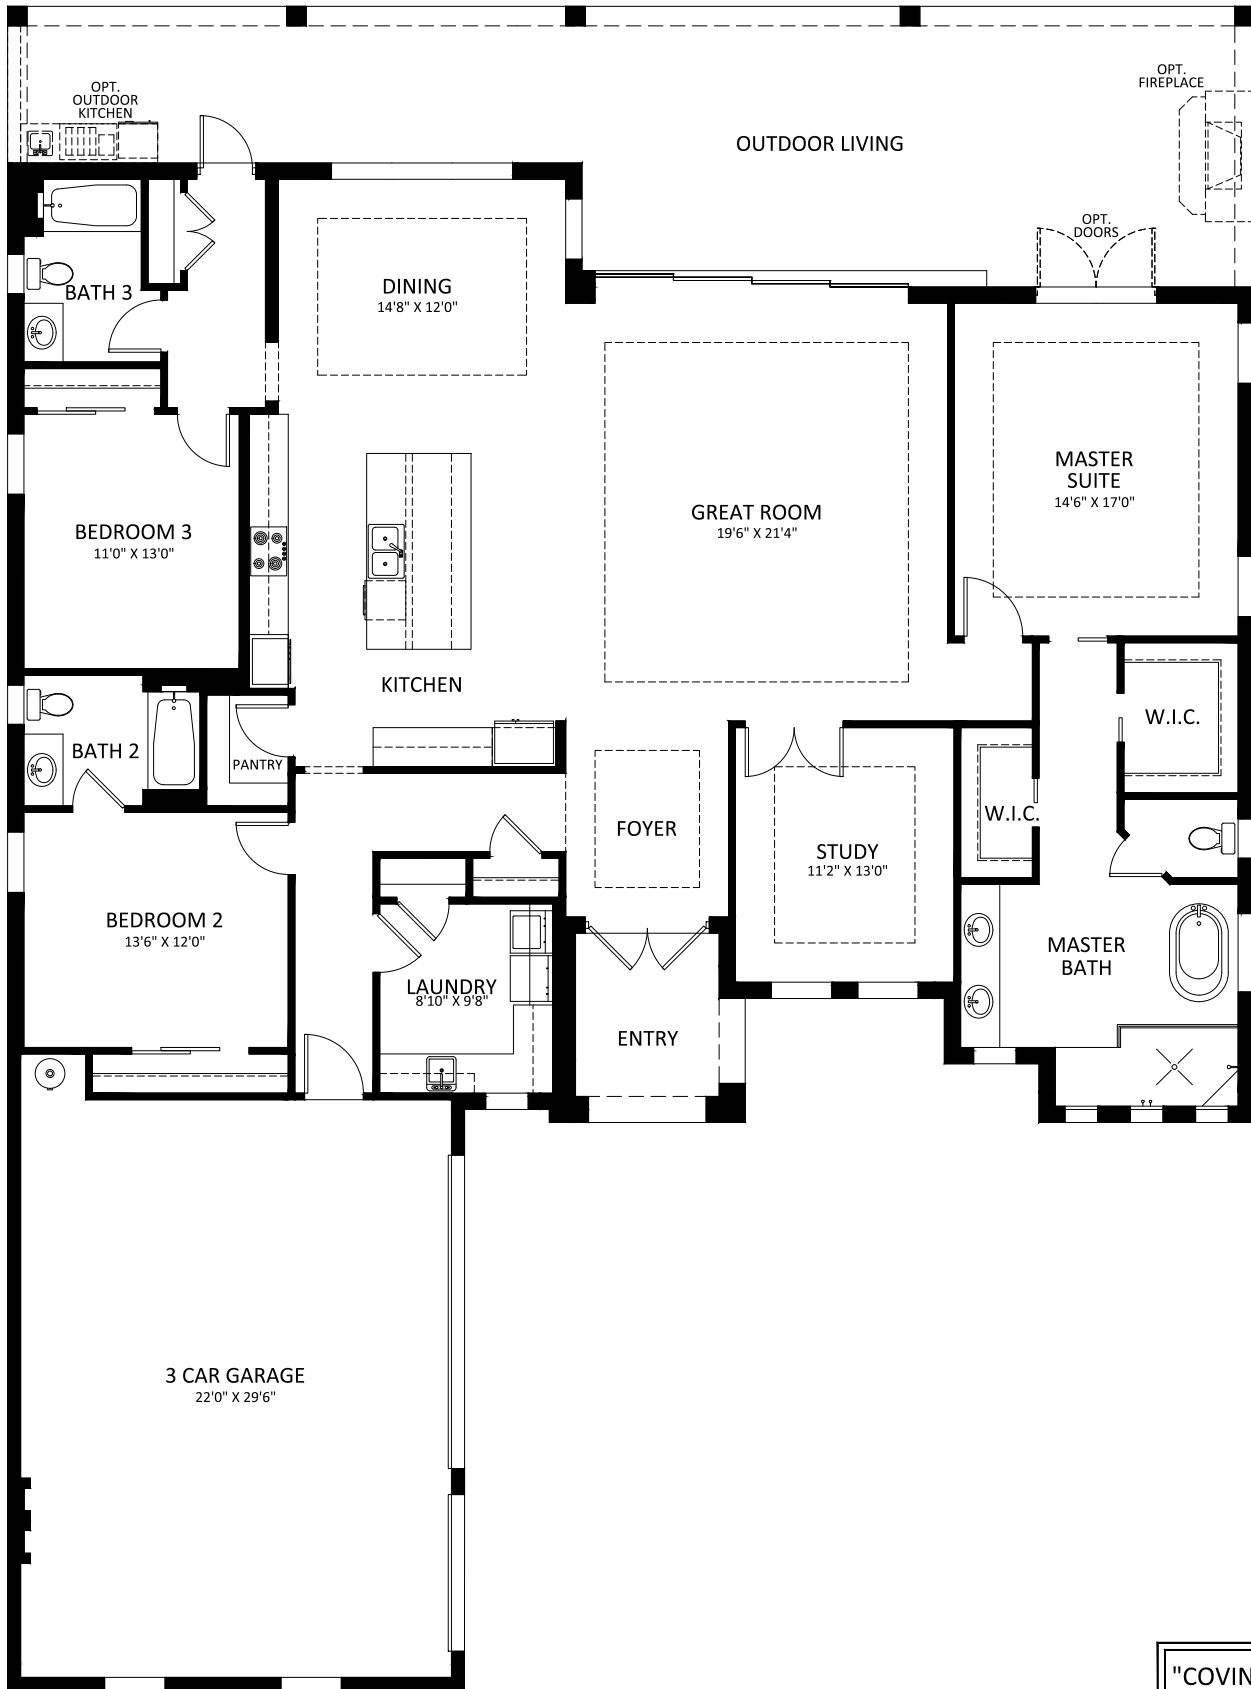 OPT.
OUTDOOR
KITCHEN
OPT.
FIREPLACE
OUTDOOR LIVING
OPT.
DOORS
BATH 3
DINING
14'8" X 12'0"
MASTER
SUITE
14'6" X 17'0"
GREAT ROOM
19'6" X 21'4"
BEDROOM 3
11'0" X 13'0"
KITCHEN
W.I.C.
BATH 2
PANTRY
W.I.C.
FOYER
STUDY
11'2" X 13'0"
BEDROOM 2
13'6" X 12'0"
MASTER
BATH
LAUNDRY
8'10" X 9'8"
ENTRY
3 CAR GARAGE
22'0" X 29'6"
"COVIN